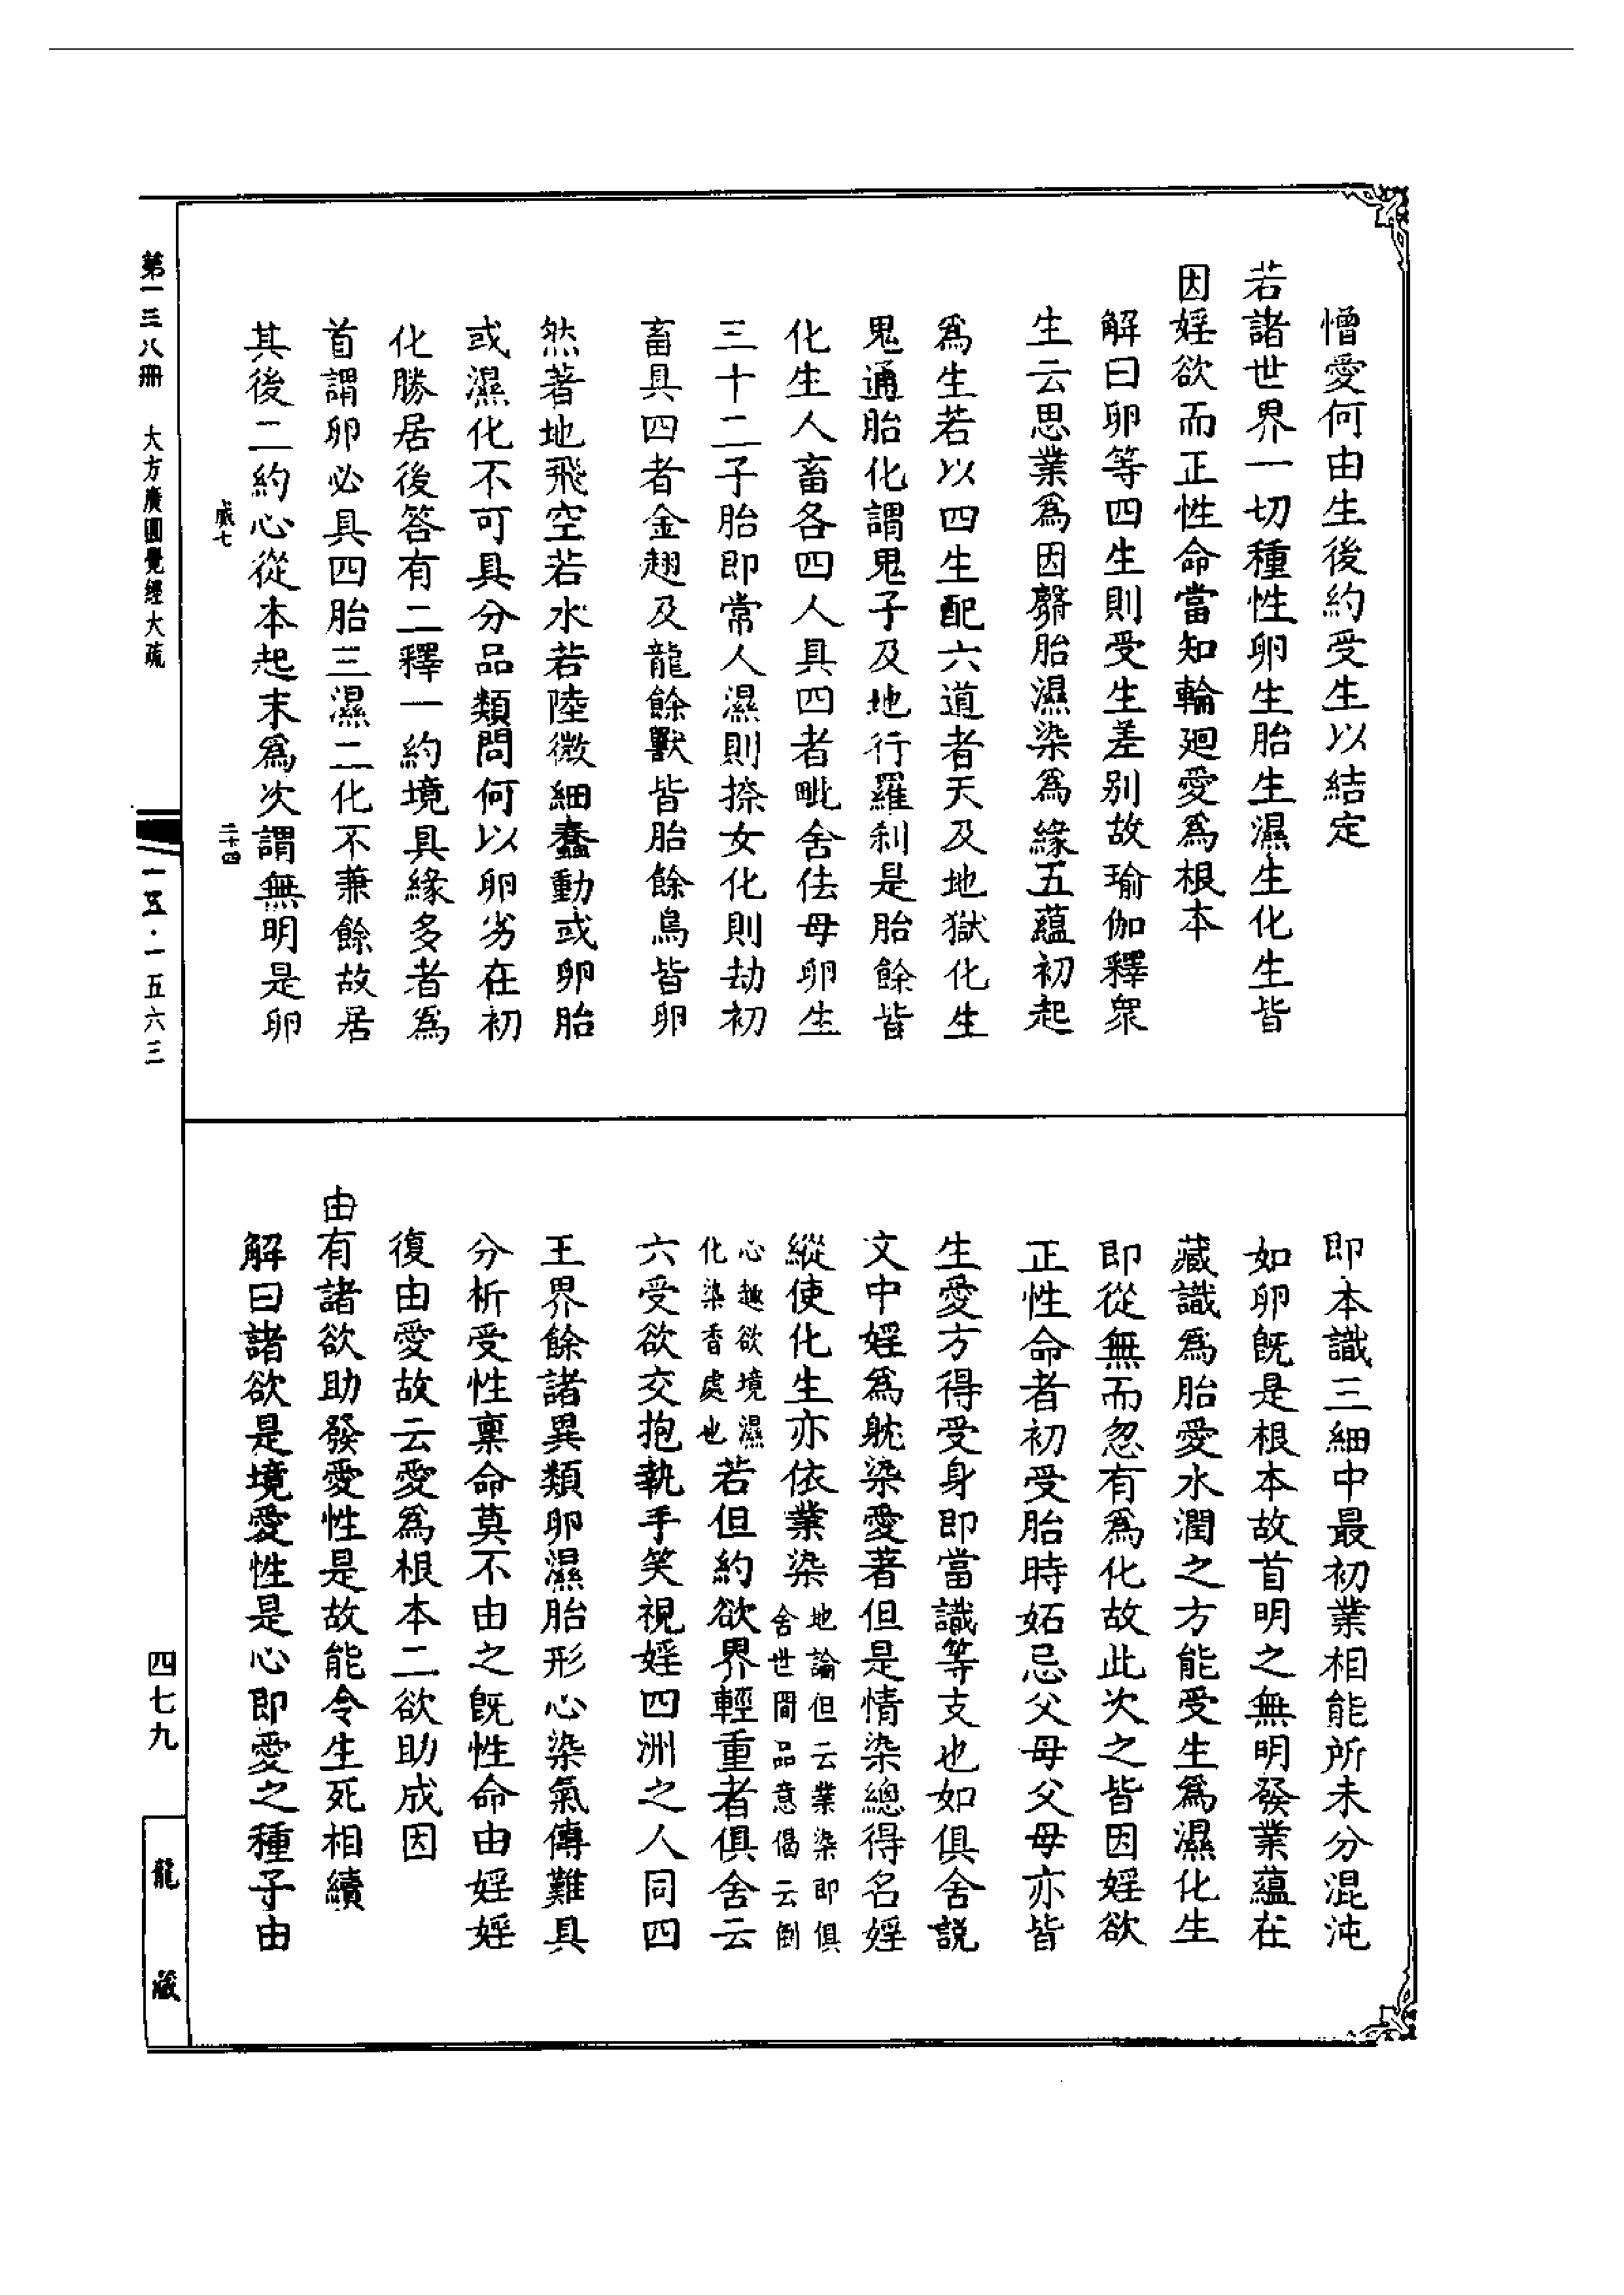 憎愛何由生後約受生以結定
若諸世界一切種性卵生胎生濕生化生皆
因婬欲而正性命當知輪迴愛爲根本
解曰卵等四生則受生差別故瑜伽釋衆
生云思業爲因㲉胎濕染爲緣五蘊初起
爲生若以四生配六道者天及地獄化生
鬼通胎化謂鬼子及地行羅刹是胎餘皆
化生人畜各四人具四者毗舍佉母卵生
三十二子胎即常人濕則㮈女化則劫初
畜具四者金翅及龍餘獸皆胎餘鳥皆卵
然著地飛空若水若陸微細蠢動或卵胎
或濕化不可具分品類問何以卵劣在初
化勝居後答有二釋一約境具緣多者爲
首謂卵必具四胎三濕二化不兼餘故居
其後二約心從本起末爲次謂無明是卵
即本識三細中最初業相能所未分混沌
如卵既是根本故首明之無明發業蘊在
藏識爲胎愛水潤之方能受生爲濕化生
即從無而忽有爲化故此次之皆因婬欲
正性命者初受胎時妬忌父母父母亦皆
生愛方得受身即當識等支也如俱舍説
文中婬爲躭染愛著但是情染總得名婬
縱使化生亦依業染地論但云業染即俱舍世間品意偈云倒
心趣欲境濕化染香處也若但約欲界輕重者俱舍云
六受欲交抱執手笑視婬四洲之人同四
王界餘諸異類卵濕胎形心染氣傳難具
分析受性稟命莫不由之既性命由婬婬
復由愛故云愛爲根本二欲助成因
由有諸欲助發愛性是故能令生死相續
解曰諸欲是境愛性是心即愛之種子由
第一三八册 大方廣圓覺經大疏
咸七
二十四
一五·一五六三
四七九
龍藏